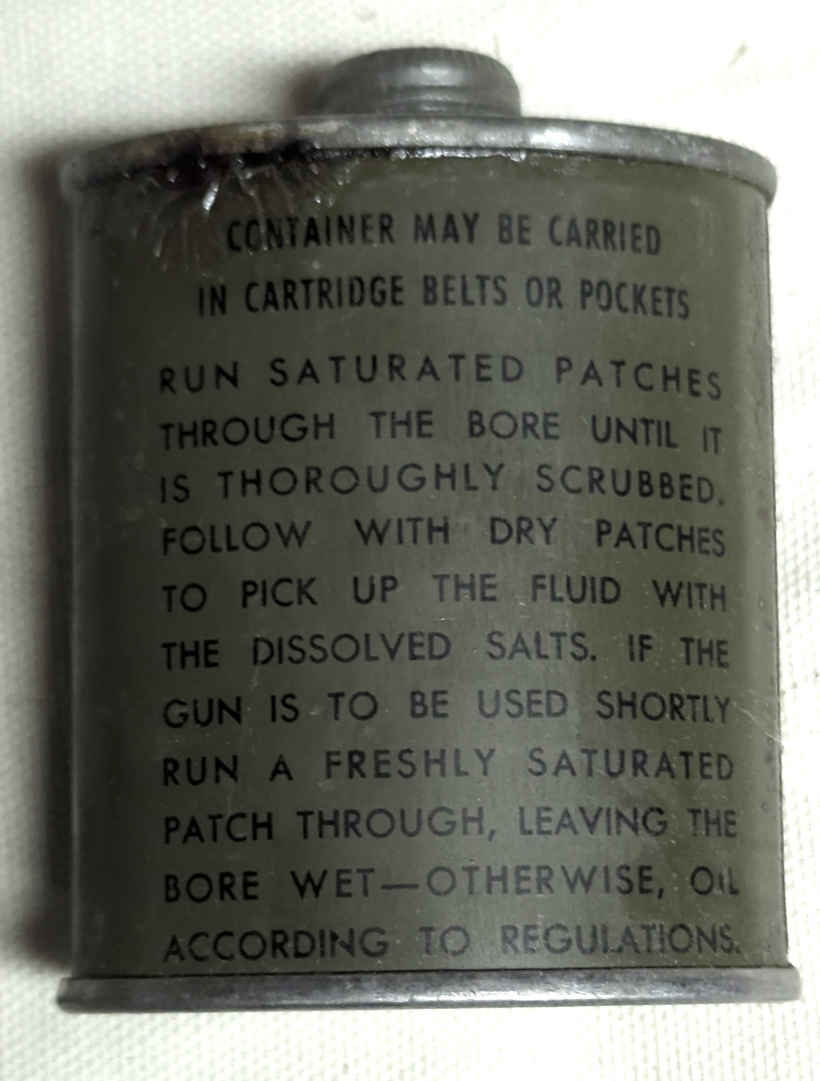 CONTAINER MAY BE CARRIED
IN CARTRIDGE BELTS OR POCKETS
RUN SATURATED PATCHES
THROUGH THE BORE UNTIL IT
IS THOROUGHLY SCRUBBED.
FOLLOW WITH DRY PATCHES
TO PICK UP THE FLUID WITH
THE DISSOLVED SALTS. IF THE
GUN IS TO BE USED SHORTLY
RUN A FRESHLY SATURATED
PATCH THROUGH, LEAVING THE
BORE WET—OTHERWISE, OIL
ACCORDING TO REGULATIONS.